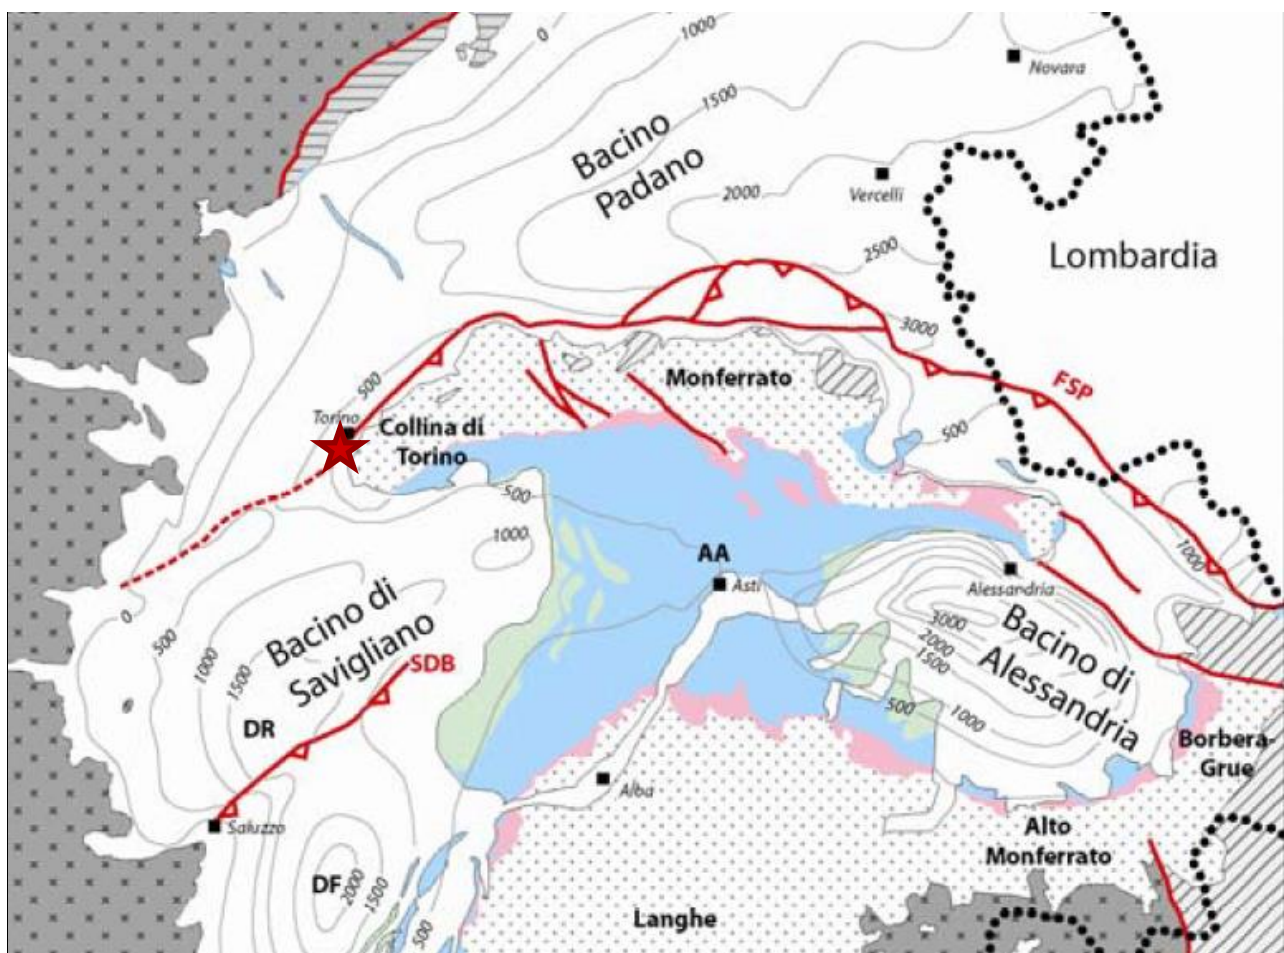 0
1000
Novara
1500
Bacino
Padano
2000
Vercelli
2500
Lombardia
3000
500
Monferrato
FSP
Torino
Collina di
Torino
500
500
1000
AA
Asti
1000
Alessandria
0
500
1000
1500
Bacino di
Savigliano
SDB
DR
3000
2000
1500
Bacino di
Alessandria
500
1000
Borbera-
Grue
Alba
Saluzzo
Alto
Monferrato
DF
2000
1500
500
Langhe